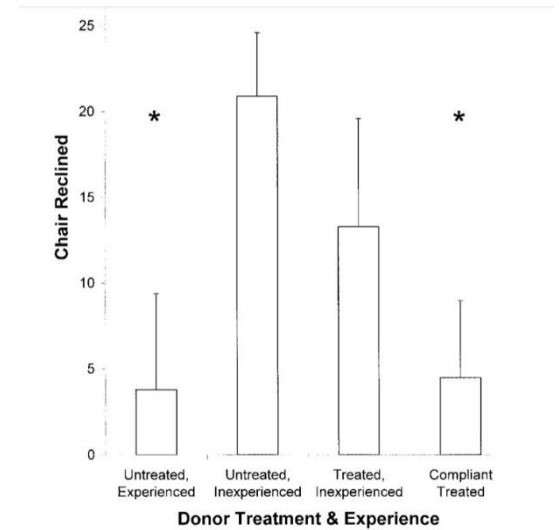 25
20
15
10
5
0
Chair Reclined
*
*
Untreated,
Experienced
Untreated,
Inexperienced
Treated,
Inexperienced
Compliant
Treated
Donor Treatment & Experience